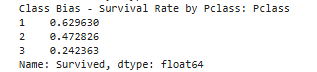 Class Bias - Survival Rate by Pclass: Pclass
1    0.629630
2    0.472826
3    0.242363
Name: Survived, dtype: float64